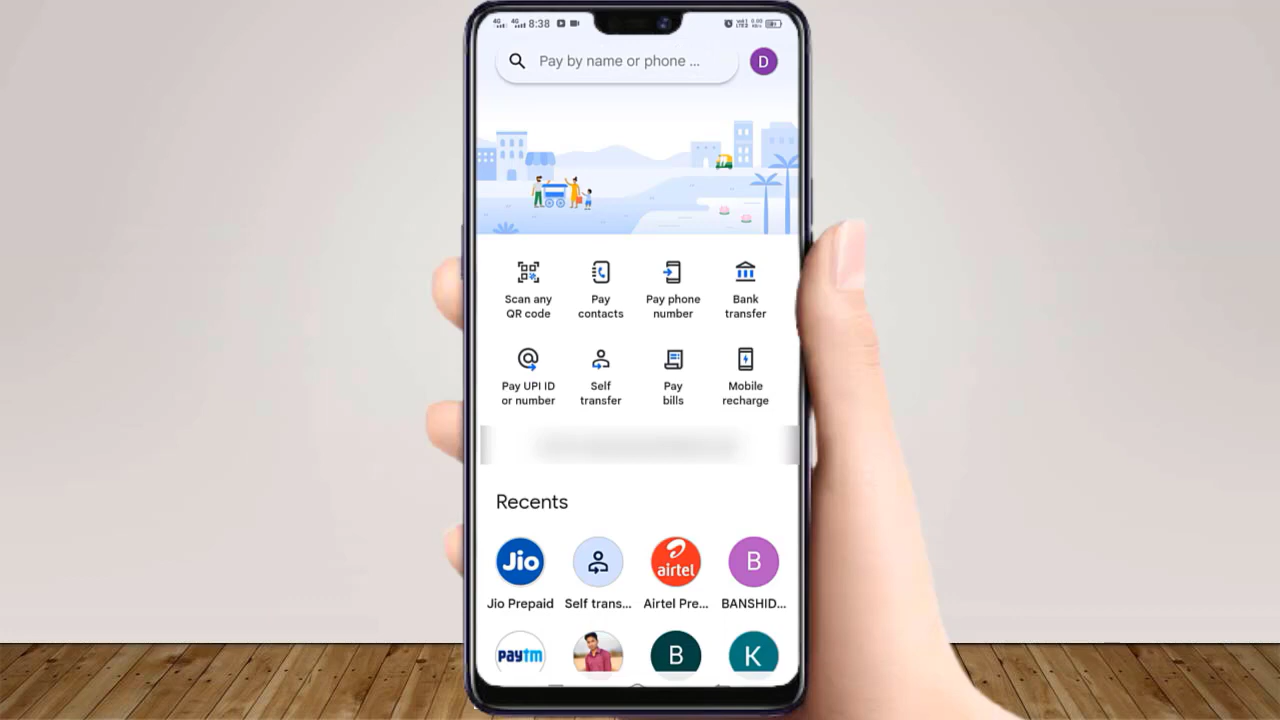 4G 4G 8:38
Pay by name or phone ...
D
Scan any
QR code
Pay
contacts
Pay phone
number
Bank
transfer
Pay UPI ID
or number
Self
transfer
Pay
bills
Mobile
recharge
Recents
Jio
airtel
B
Jio Prepaid
Self trans...
Airtel Pre...
BANSHID...
paytm
B
K